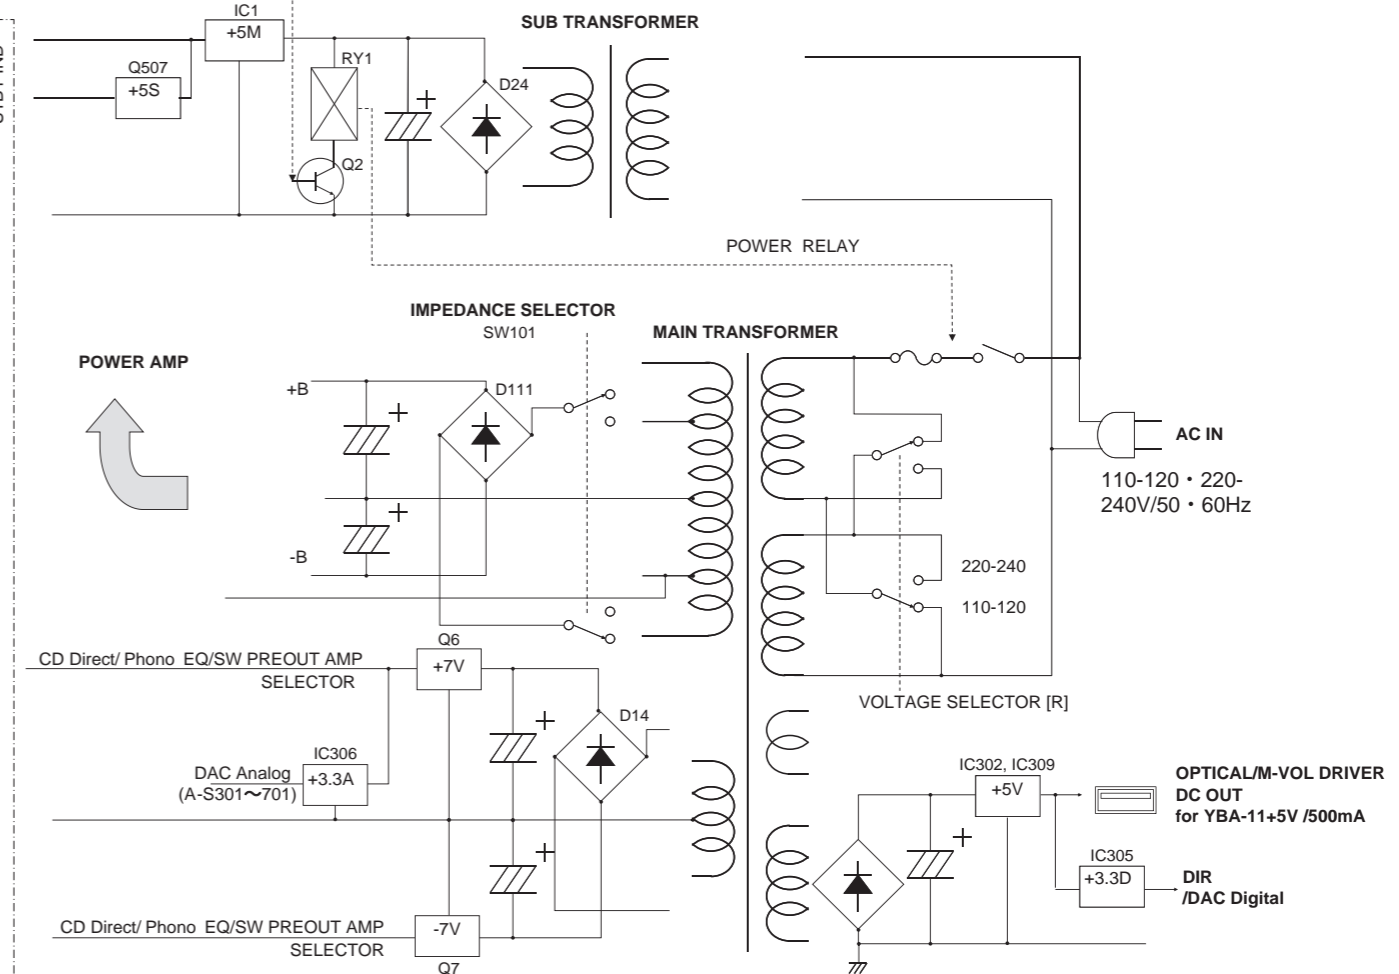 IC1
+5M
SUB TRANSFORMER
Q507
+5S
RY1
D24
Q2
POWER RELAY
IMPEDANCE SELECTOR
SW101
MAIN TRANSFORMER
POWER AMP
+B
D111
AC IN
110-120・220-
240V/50・60Hz
-B
220-240
110-120
Q6
CD Direct/ Phono EQ/SW PREOUT AMP
SELECTOR
+7V
VOLTAGE SELECTOR [R]
D14
IC306
DAC Analog
(A-S301～701)
+3.3A
IC302, IC309
+5V
OPTICAL/M-VOL DRIVER
DC OUT
for YBA-11+5V /500mA
IC305
+3.3D
DIR
/DAC Digital
CD Direct/ Phono EQ/SW PREOUT AMP
SELECTOR
-7V
Q7